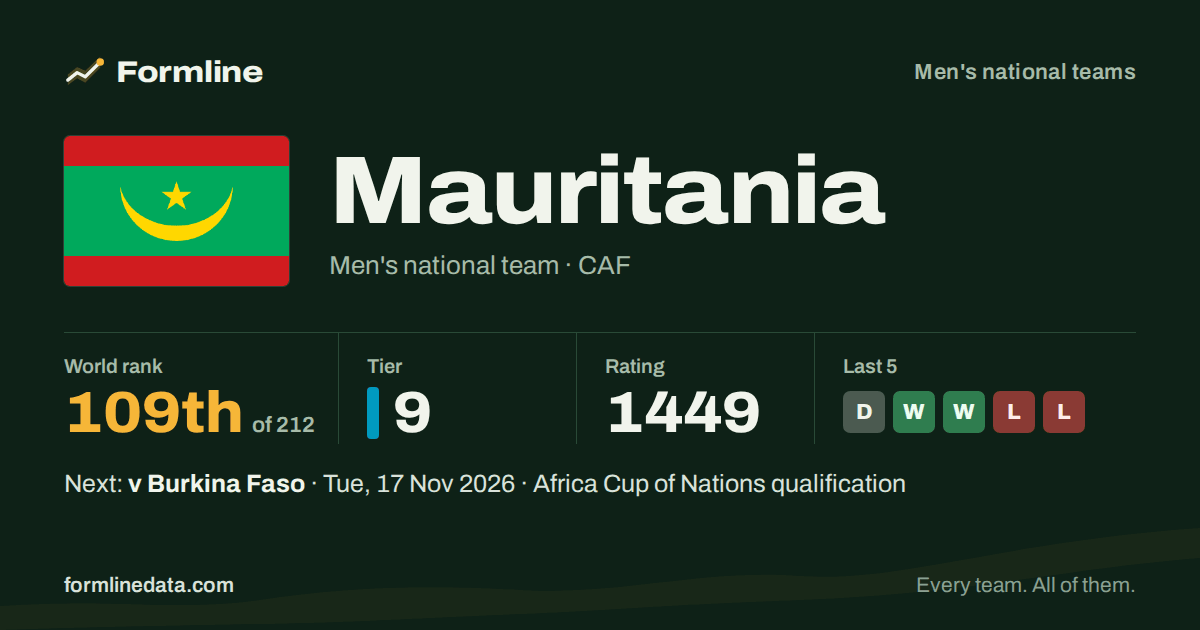 Formline
Men's national teams
Mauritania
Men's national team · CAF
World rank
109th of 212
Tier
9
Rating
1449
Last 5
D W W L L
Next: v Burkina Faso · Tue, 17 Nov 2026 · Africa Cup of Nations qualification
formlinedata.com
Every team. All of them.